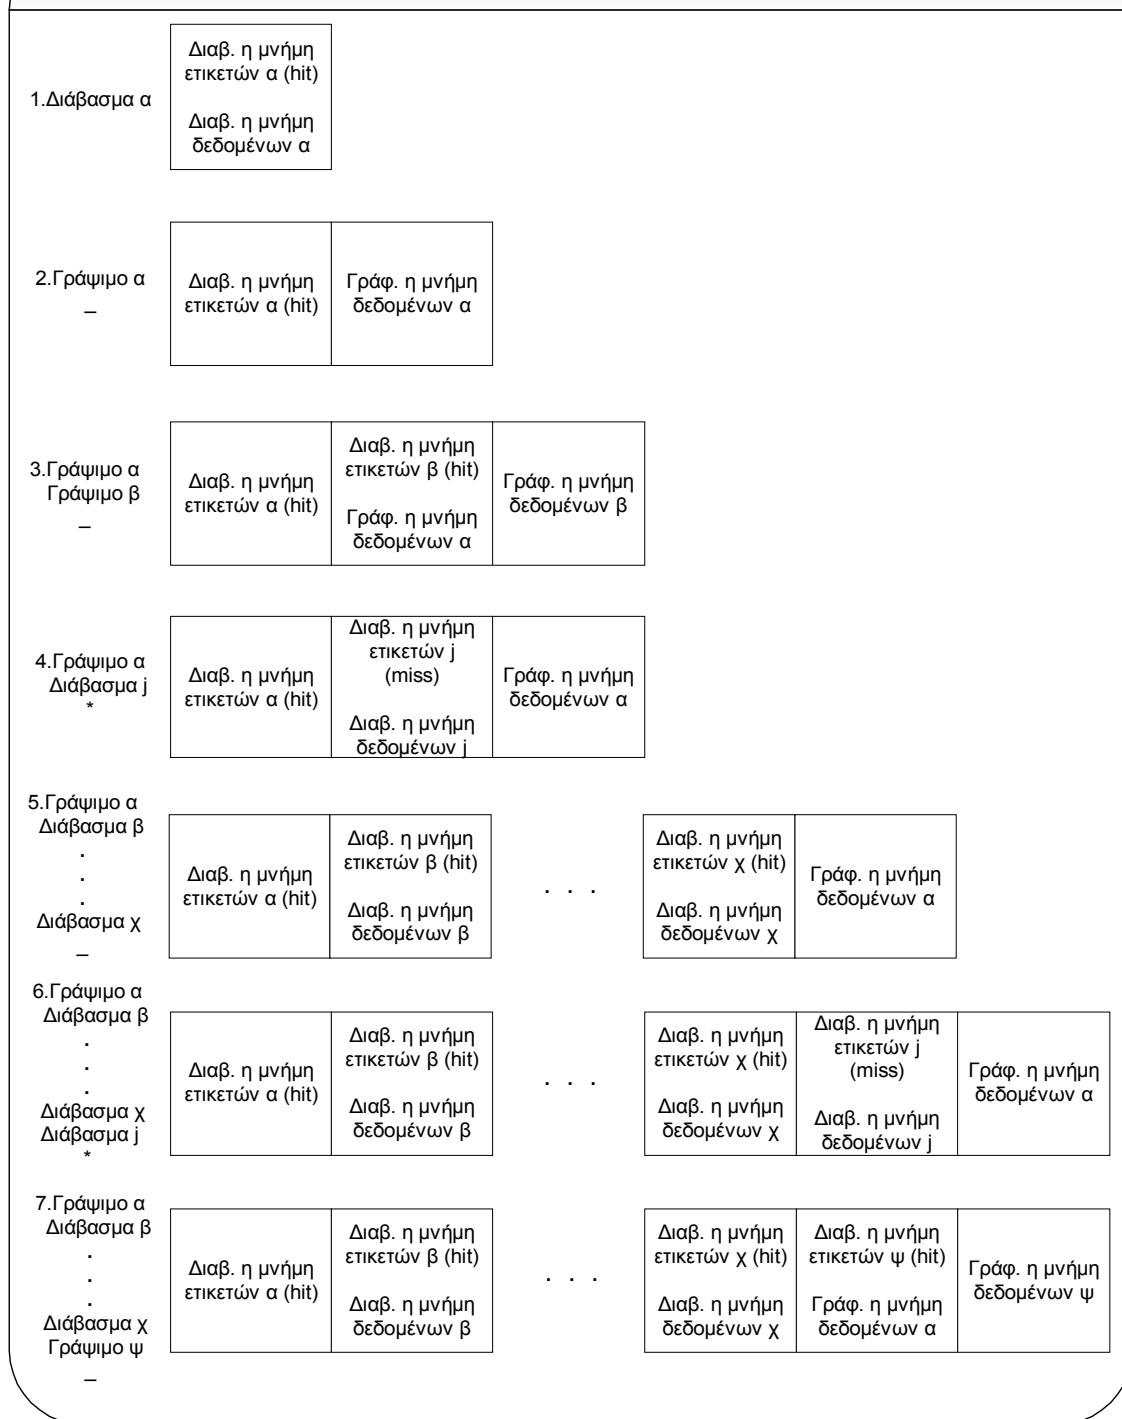 1.Διάβασμα α
Διαβ. η μνήμη
ετικετών α (hit)
Διαβ. η μνήμη
δεδομένων α
2.Γράψιμο α
_
Διαβ. η μνήμη
ετικετών α (hit)
Γράφ. η μνήμη
δεδομένων α
3.Γράψιμο α
Γράψιμο β
_
Διαβ. η μνήμη
ετικετών α (hit)
Διαβ. η μνήμη
ετικετών β (hit)
Γράφ. η μνήμη
δεδομένων α
Γράφ. η μνήμη
δεδομένων β
4.Γράψιμο α
Διάβασμα j
*
Διαβ. η μνήμη
ετικετών α (hit)
Διαβ. η μνήμη
ετικετών j
(miss)
Διαβ. η μνήμη
δεδομένων j
Γράφ. η μνήμη
δεδομένων α
5.Γράψιμο α
Διάβασμα β
.
.
.
Διάβασμα χ
_
Διαβ. η μνήμη
ετικετών α (hit)
Διαβ. η μνήμη
ετικετών β (hit)
Διαβ. η μνήμη
δεδομένων β
. . .
Διαβ. η μνήμη
ετικετών χ (hit)
Διαβ. η μνήμη
δεδομένων χ
Γράφ. η μνήμη
δεδομένων α
6.Γράψιμο α
Διάβασμα β
.
.
.
Διάβασμα χ
Διάβασμα j
*
Διαβ. η μνήμη
ετικετών α (hit)
Διαβ. η μνήμη
ετικετών β (hit)
Διαβ. η μνήμη
δεδομένων β
. . .
Διαβ. η μνήμη
ετικετών χ (hit)
Διαβ. η μνήμη
δεδομένων χ
Διαβ. η μνήμη
ετικετών j
(miss)
Διαβ. η μνήμη
δεδομένων j
Γράφ. η μνήμη
δεδομένων α
7.Γράψιμο α
Διάβασμα β
.
.
.
Διάβασμα χ
Γράψιμο ψ
_
Διαβ. η μνήμη
ετικετών α (hit)
Διαβ. η μνήμη
ετικετών β (hit)
Διαβ. η μνήμη
δεδομένων β
. . .
Διαβ. η μνήμη
ετικετών χ (hit)
Διαβ. η μνήμη
δεδομένων χ
Διαβ. η μνήμη
ετικετών ψ (hit)
Γράφ. η μνήμη
δεδομένων α
Γράφ. η μνήμη
δεδομένων ψ